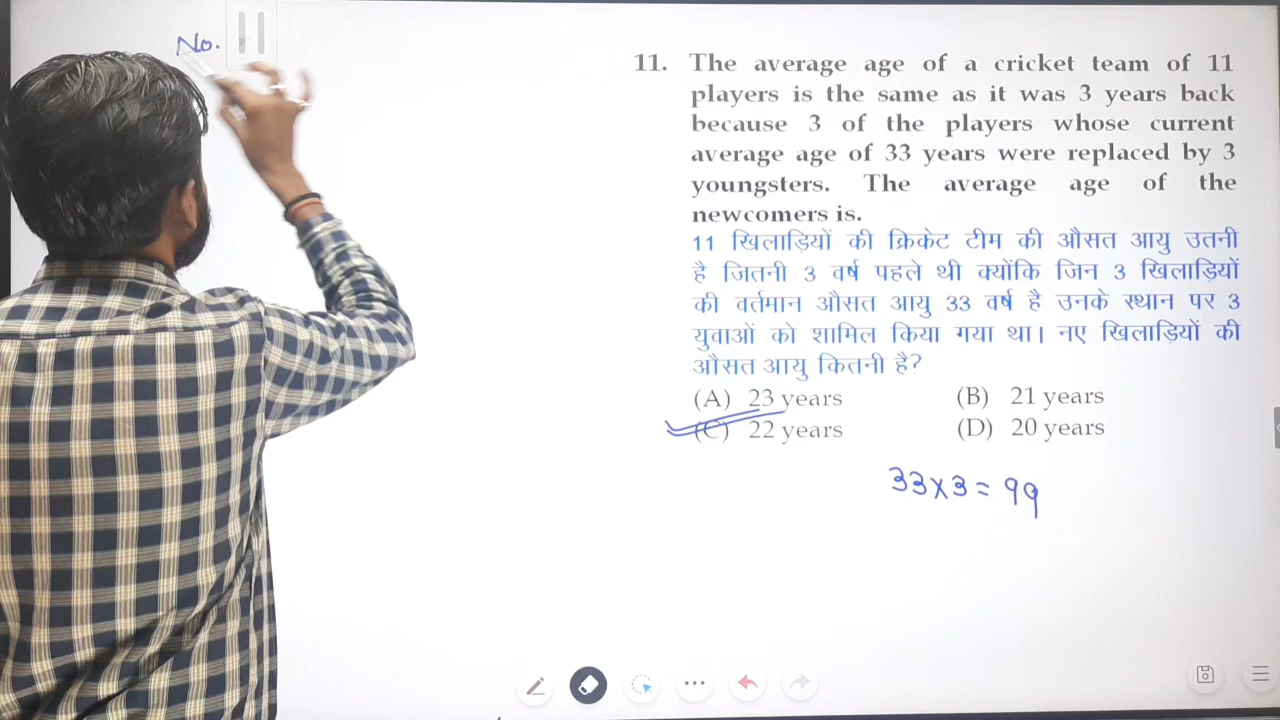 No. 11
11. The average age of a cricket team of 11
players is the same as it was 3 years back
because 3 of the players whose current
average age of 33 years were replaced by 3
youngsters. The average age of the
newcomers is.
11 खिलाड़ियों की क्रिकेट टीम की औसत आयु उतनी
है जितनी 3 वर्ष पहले थी क्योंकि जिन 3 खिलाड़ियों
की वर्तमान औसत आयु 33 वर्ष है उनके स्थान पर 3
युवाओं को शामिल किया गया था। नए खिलाड़ियों की
औसत आयु कितनी है?
(A) 23 years (B) 21 years
(C) 22 years (D) 20 years
33x3=99